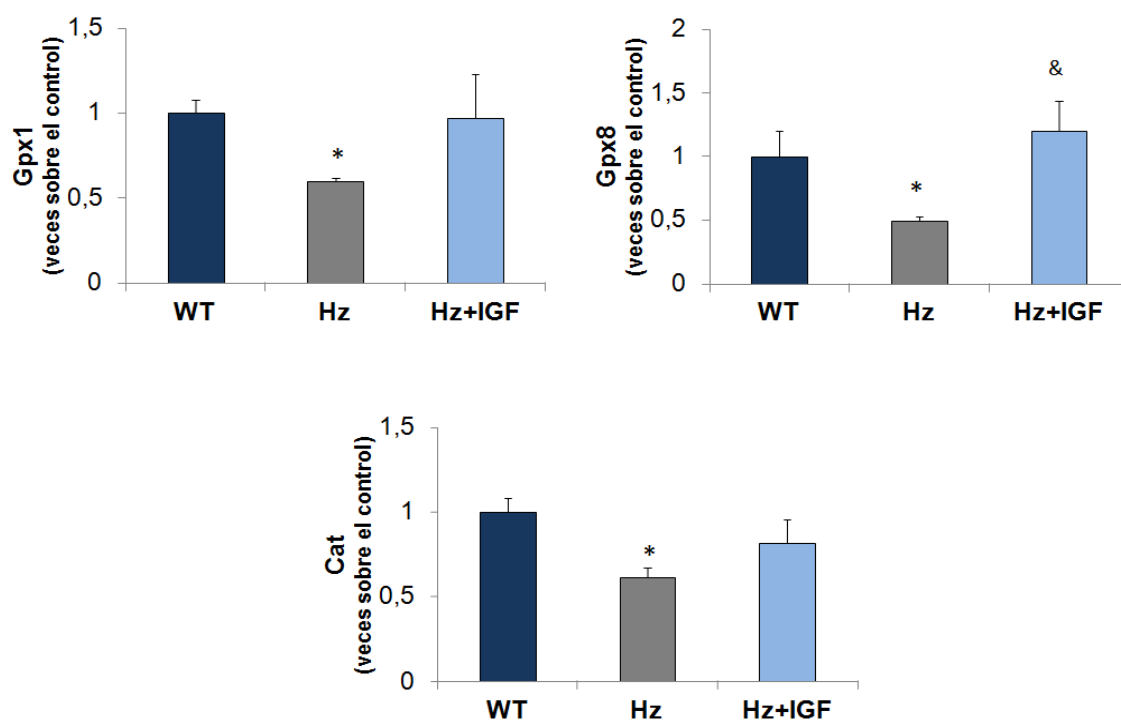 Gpx1
(veces sobre el control)
1,5
1
0,5
0
*
WT
Hz
Hz+IGF
Gpx8
(veces sobre el control)
2
1,5
1
0,5
0
*
&
WT
Hz
Hz+IGF
Cat
(veces sobre el control)
1,5
1
0,5
0
*
WT
Hz
Hz+IGF